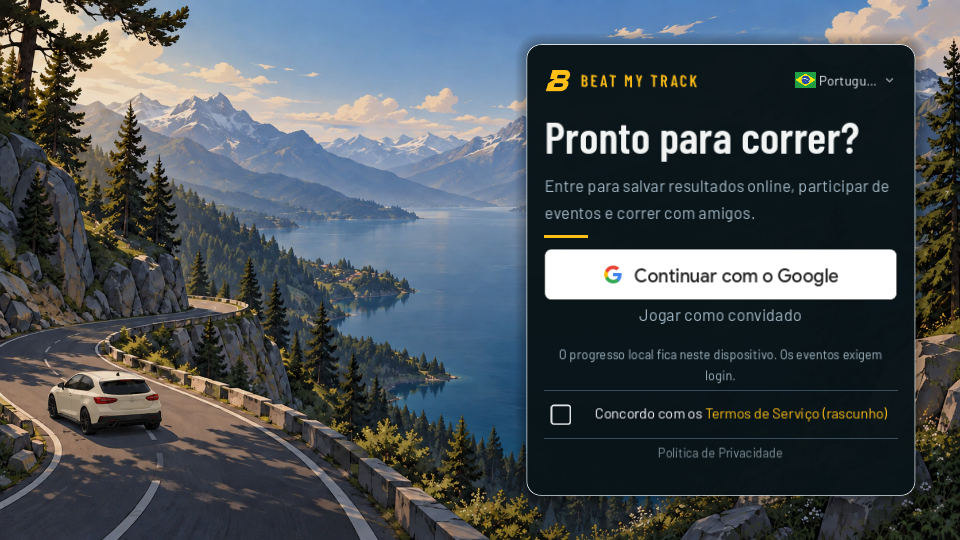 BEAT MY TRACK
Portugu...
Pronto para correr?
Entre para salvar resultados online, participar de
eventos e correr com amigos.
Continuar com o Google
Jogar como convidado
O progresso local fica neste dispositivo. Os eventos exigem
login.
Concordo com os Termos de Serviço (rascunho)
Política de Privacidade